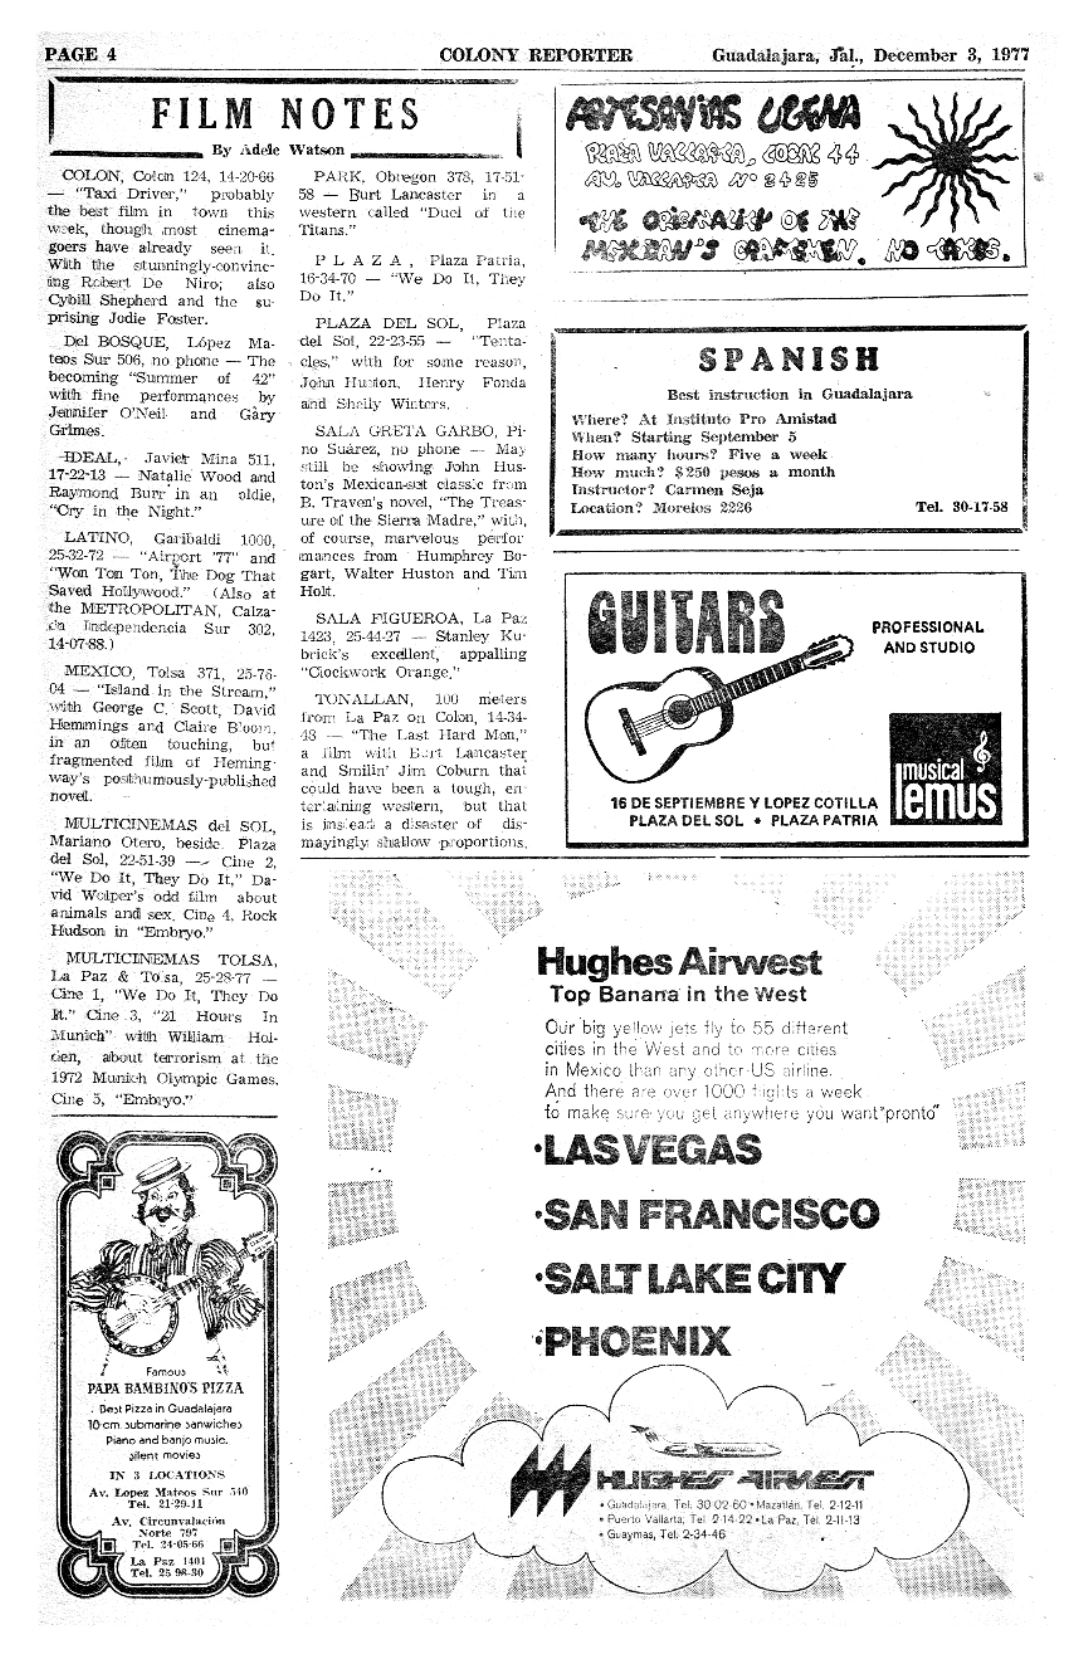 PAGE 4
COLONY REPORTER
Guadalajara, Jal., December 3, 1977
FILM NOTES
By Adele Watson
COLON, Colon 124, 14-20-66
— "Taxi Driver," probably
the best film in town this
week, though most cinema-
goers have already seen it.
With the stunningly-convinc-
ing Robert De Niro; also
Cybill Shepherd and the su-
prising Jodie Foster.
Del BOSQUE, López Ma-
teos Sur 506, no phone — The
becoming "Summer of 42"
with fine performances by
Jennifer O'Neil and Gary
Grimes.
IDEAL, Javier Mina 511,
17-22-13 — Natalie Wood and
Raymond Burr in an oldie,
"Cry in the Night."
LATINO, Garibaldi 1000,
25-32-72 — "Airport '77" and
"Won Ton Ton, The Dog That
Saved Hollywood." (Also at
the METROPOLITAN, Calza-
da Independencia Sur 302,
14-07-88.)
MEXICO, Tolsa 371, 25-76-
04 — "Island in the Stream,"
with George C. Scott, David
Hemmings and Claire Bloom,
in an often touching, but
fragmented film of Heming-
way's posthumously-published
novel.
MULTICINEMAS del SOL,
Mariano Otero, beside Plaza
del Sol, 22-51-39 — Cine 2,
"We Do It, They Do It," Da-
vid Wolper's odd film about
animals and sex. Cine 4, Rock
Hudson in "Embryo."
MULTICINEMAS TOLSA,
La Paz & Tolsa, 25-28-77 —
Cine 1, "We Do It, They Do
It." Cine 3, "21 Hours In
Munich" with William Hol-
den, about terrorism at the
1972 Munich Olympic Games.
Cine 5, "Embryo."
PARK, Obregon 378, 17-51-
58 — Burt Lancaster in a
western called "Duel of the
Titans."
PLAZA, Plaza Patria,
16-34-70 — "We Do It, They
Do It."
PLAZA DEL SOL, Plaza
del Sol, 22-23-55 — "Tenta-
cles," with for some reason,
John Huston, Henry Fonda
and Shelly Winters.
SALA GRETA GARBO, Pi-
no Suárez, no phone — May
still be showing John Hus-
ton's Mexican-set classic from
B. Traven's novel, "The Treas-
ure of the Sierra Madre," with,
of course, marvelous perfor
mances from Humphrey Bo-
gart, Walter Huston and Tim
Holt.
SALA FIGUEROA, La Paz
1423, 25-44-27 — Stanley Ku-
brick's excellent, appalling
"Clockwork Orange."
TONALLAN, 100 meters
from La Paz on Colon, 14-34-
43 — "The Last Hard Men,"
a film with Burt Lancaster
and Smilin' Jim Coburn that
could have been a tough, en
tertaining western, but that
is instead a disaster of dis-
mayingly shallow proportions.
ARTESANIAS UGENA
PLAZA VALLARTA, LOCAL 44
AV. VALLARTA Nº 2425
THE ORIGINALITY OF THE
MEXICAN'S CRAFTSMEN. NO TAXES.
SPANISH
Best instruction in Guadalajara
Where? At Instituto Pro Amistad
When? Starting September 5
How many hours? Five a week
How much? $250 pesos a month
Instructor? Carmen Seja
Location? Morelos 2226 Tel. 30-17-58
GUITARS
PROFESSIONAL
AND STUDIO
musical
lemus
16 DE SEPTIEMBRE Y LOPEZ COTILLA
PLAZA DEL SOL • PLAZA PATRIA
Hughes Airwest
Top Banana in the West
Our big yellow jets fly to 55 different
cities in the West and to more cities
in Mexico than any other US airline.
And there are over 1000 flights a week
to make sure you get anywhere you want "pronto"
•LAS VEGAS
•SAN FRANCISCO
•SALT LAKE CITY
•PHOENIX
HUGHES AIRWEST
• Guadalajara, Tel. 30 02 60 • Mazatlán, Tel. 2-12-11
• Puerto Vallarta, Tel. 2-14-22 • La Paz, Tel. 2-11-13
• Guaymas, Tel. 2-34-46
Famous
PAPA BAMBINO'S PIZZA
Best Pizza in Guadalajara
10 cm. submarine sanwiches
Piano and banjo music.
silent movies
IN 3 LOCATIONS
Av. Lopez Mateos Sur 540
Tel. 21-29-11
Av. Circunvalación
Norte 797
Tel. 24-05-66
La Paz 1401
Tel. 25 98-30